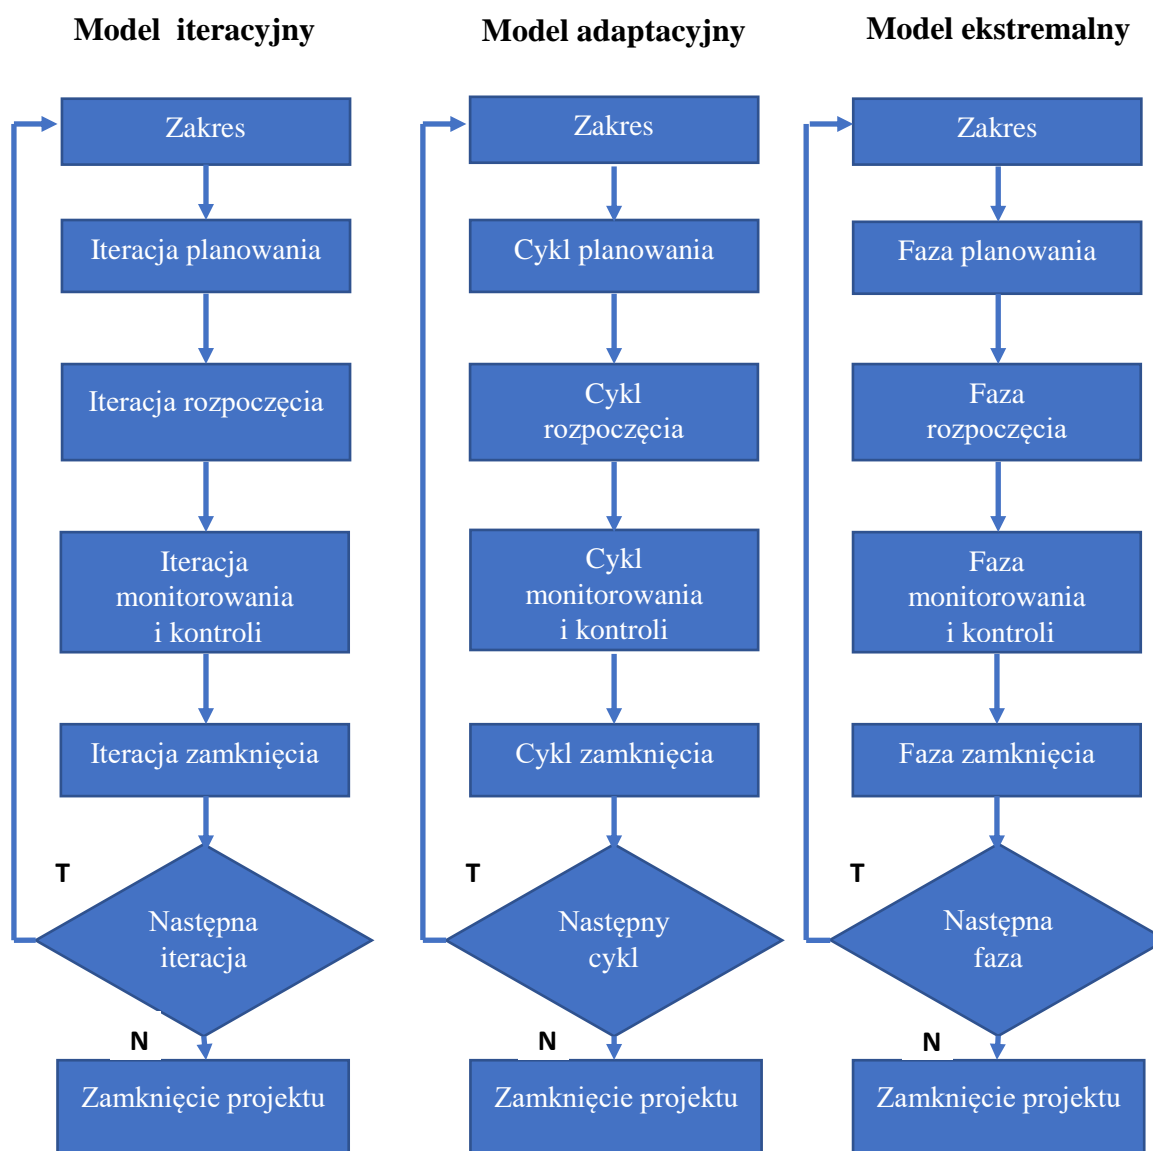 Model iteracyjny
Zakres
Iteracja planowania
Iteracja rozpoczęcia
Iteracja
monitorowania
i kontroli
Iteracja zamknięcia
T
Następna
iteracja
N
Zamknięcie projektu
Model adaptacyjny
Zakres
Cykl planowania
Cykl
rozpoczęcia
Cykl
monitorowania
i kontroli
Cykl zamknięcia
T
Następny
cykl
N
Zamknięcie projektu
Model ekstremalny
Zakres
Faza planowania
Faza
rozpoczęcia
Faza
monitorowania
i kontroli
Faza zamknięcia
T
Następna
faza
N
Zamknięcie projektu